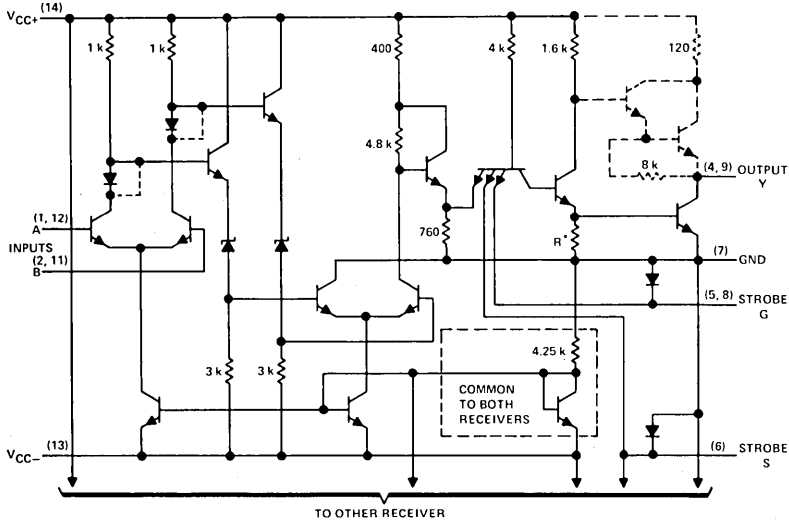 VCC+ (14)
1 k
1 k
400
4 k
1.6 k
120
4.8 k
8 k
(4, 9) OUTPUT
Y
(1, 12)
A
INPUTS
(2, 11)
B
760
R*
(7)
GND
(5, 8) STROBE
G
3 k
3 k
4.25 k
COMMON
TO BOTH
RECEIVERS
VCC− (13)
(6) STROBE
S
TO OTHER RECEIVER